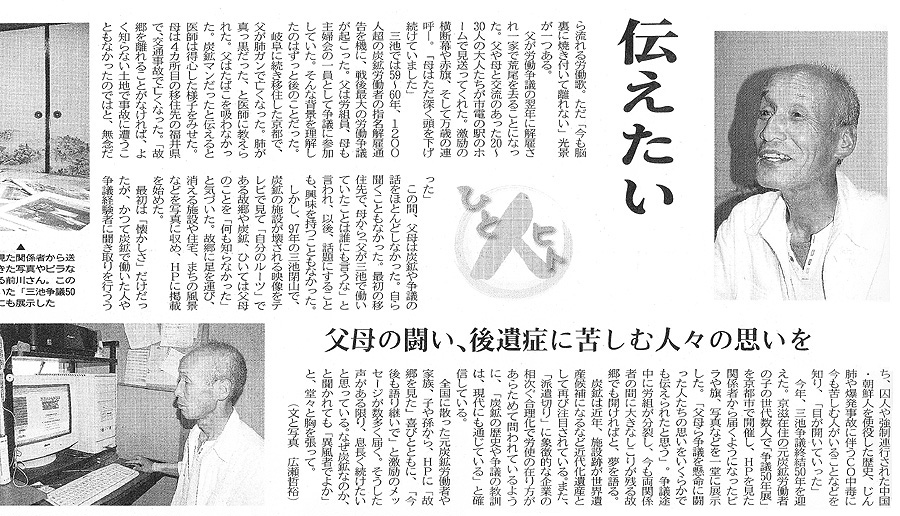 伝えたい
ひと
人
ヒト
父母の闘い、後遺症に苦しむ人々の思いを
ら流れる労働歌。ただ「今も脳
裏に焼き付いて離れない」光景
が一つある。
父が労働争議の翌年に解雇さ
れ一家で荒尾を去ることになっ
た。父や母と交流のあった20〜
30人の大人たちが市電の駅のホ
ームで見送ってくれた。激励の
横断幕や赤旗、そして万歳の連
呼―。「母はただ深く頭を下げ
続けていました」
三池では59〜60年、1200
人超の炭鉱労働者の指名解雇通
告を機に、戦後最大の労働争議
が起こった。父は労組員、母も
主婦会の一員として争議に参加
していた。そんな背景を理解し
たのはずっと後のことだった。
岐阜に続き移住した京都で、
父が肺ガンで亡くなった。肺が
真っ黒だった、と医師に教えら
れた。父はたばこを吸わなかっ
た。炭鉱マンだったと伝えると
医師は得心した様子をみせた。
母は4カ所目の移住先の福井県
で、交通事故で亡くなった。「故
郷を離れることがなければ、よ
く知らない土地で事故に遭うこ
ともなかったのではと、無念だ
った」
この間、父母は炭鉱や争議の
話をほとんどしなかった。自ら
聞くこともなかった。最初の移
住先で、母から「父が三池で働い
ていたことは誰にも言うな」と
言われ、以後、話題にすること
も、興味を持つこともなかった。
しかし、97年の三池閉山で、
炭鉱の施設が壊される映像をテ
レビで見て「自分のルーツ」で
ある故郷や炭鉱、ひいては父母
のことを「何も知らなかった」
と気づいた。故郷に足を運び、
消える施設や住宅、まちの風景
などを写真に収め、HPに掲載
を始めた。
最初は「懐かしさ」だけだっ
たが、かつて炭鉱で働いた人や
争議経験者に聞き取りを行うう
ち、囚人や強制連行された中国
・朝鮮人を使役した歴史、じん
肺や爆発事故に伴うCO中毒に
今も苦しむ人がいることなどを
知り、「目が開いていった」
今年、三池争議終結50年を迎
えた。京滋在住の元炭鉱労働者
の子の世代数人で「争議50年展」
を京都市で開催し、HPを見た
関係者から届くようになったビ
ラや旗、写真などを一堂に展示
した。「父母ら争議を懸命に闘
った人たちの思いをいくらかで
も伝えられたと思う」。争議途
中に労組が分裂し、今も両関係
者の間に大きなしこりが残る故
郷でも開ければと、夢を語る。
炭鉱は近年、施設跡が世界遺
産候補になるなど近代化遺産と
して再び注目されている。また、
「派遣切り」に象徴的な企業の
相次ぐ合理化で労使の在り方が
あらためて問われているよう
に、「炭鉱の歴史や争議の教訓
は、現代にも通じている」と確
信している。
全国に散った元炭鉱労働者や
家族、子や孫から、HPに「故
郷を見た」喜びとともに、「今
後も語り継いで」と激励のメッ
セージが数多く届く。そうした
声がある限り、息長く続けたい
と思っている。なぜ炭鉱なのか、
と聞かれても「異風者でよか」
と、堂々と胸を張って。
（文と写真　広瀬哲裕）
▲
見た関係者から送
きた写真やビラな
る前川さん。この
いた「三池争議50
にも展示した